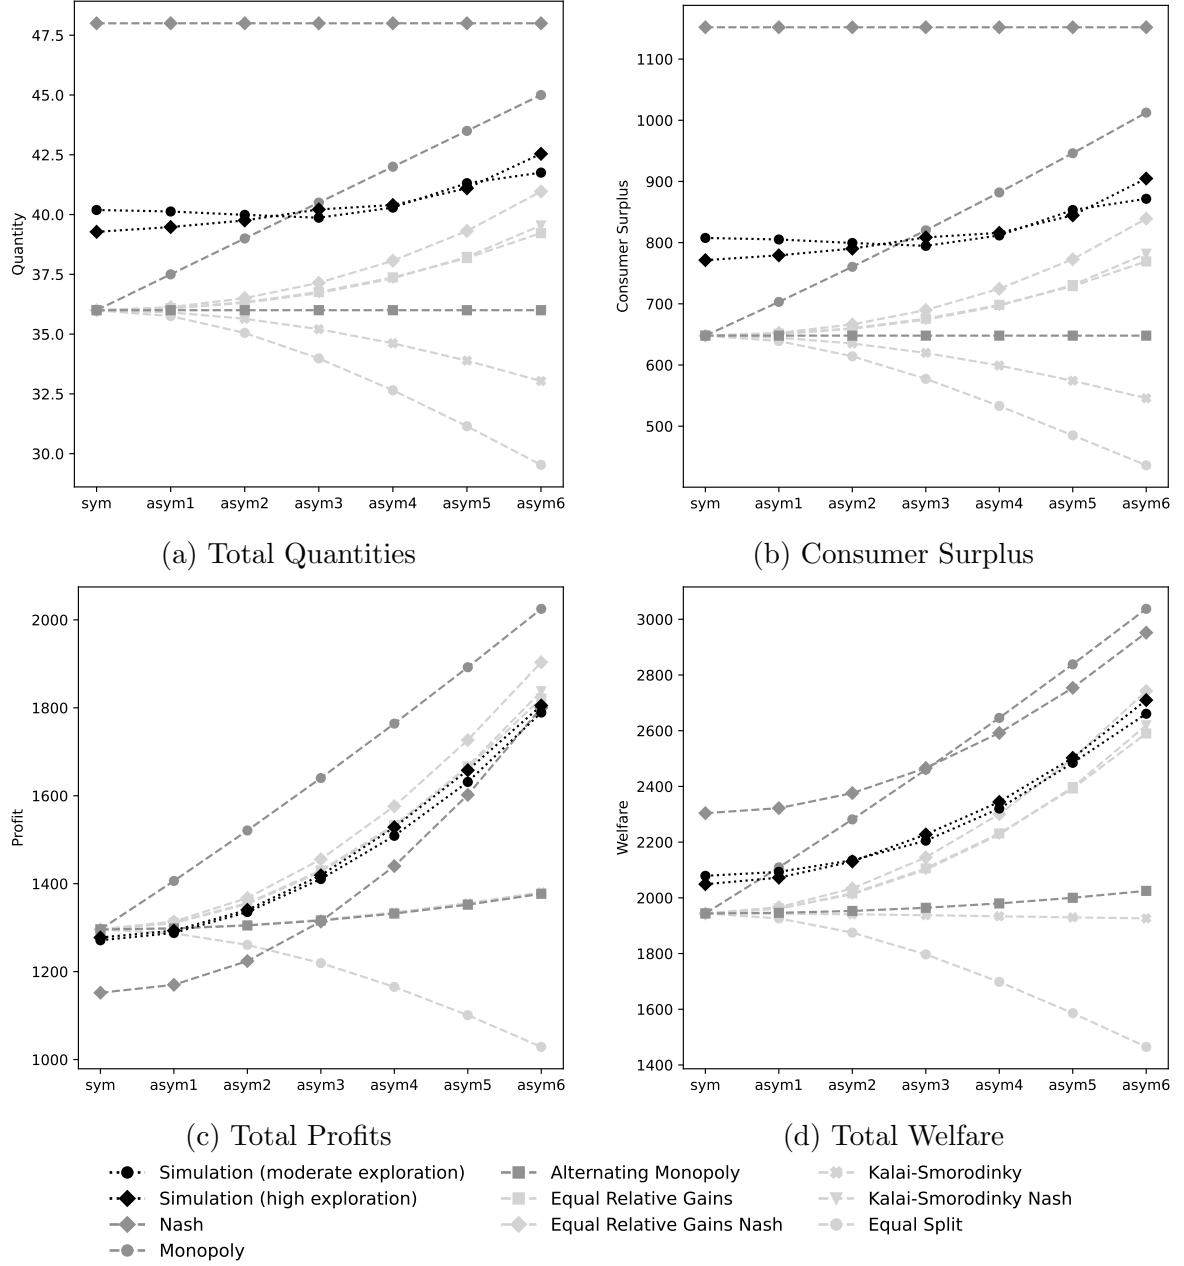 47.5
45.0
42.5
40.0
37.5
35.0
32.5
30.0
Quantity
sym asym1 asym2 asym3 asym4 asym5 asym6
(a) Total Quantities
1100
1000
900
800
700
600
500
Consumer Surplus
sym asym1 asym2 asym3 asym4 asym5 asym6
(b) Consumer Surplus
2000
1800
1600
1400
1200
1000
Profit
sym asym1 asym2 asym3 asym4 asym5 asym6
(c) Total Profits
3000
2800
2600
2400
2200
2000
1800
1600
1400
Welfare
sym asym1 asym2 asym3 asym4 asym5 asym6
(d) Total Welfare
Simulation (moderate exploration)
Simulation (high exploration)
Nash
Monopoly
Alternating Monopoly
Equal Relative Gains
Equal Relative Gains Nash
Kalai-Smorodinky
Kalai-Smorodinky Nash
Equal Split